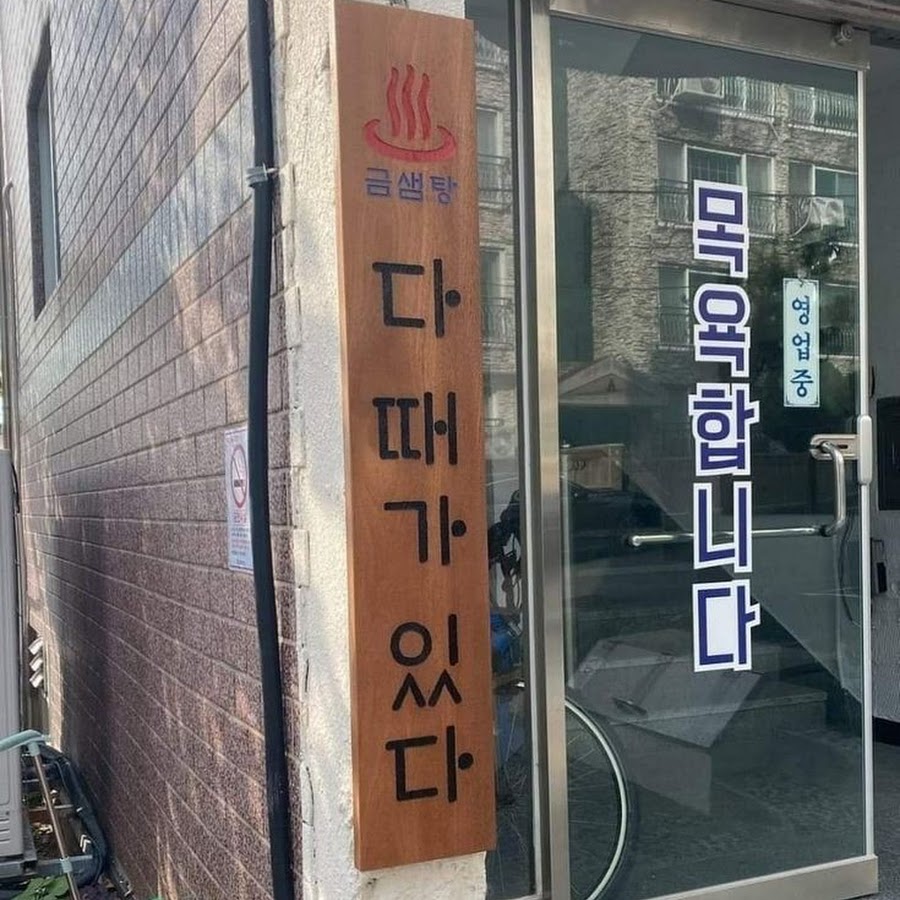 금샘탕
다 때가 있다
목욕합니다
영업중